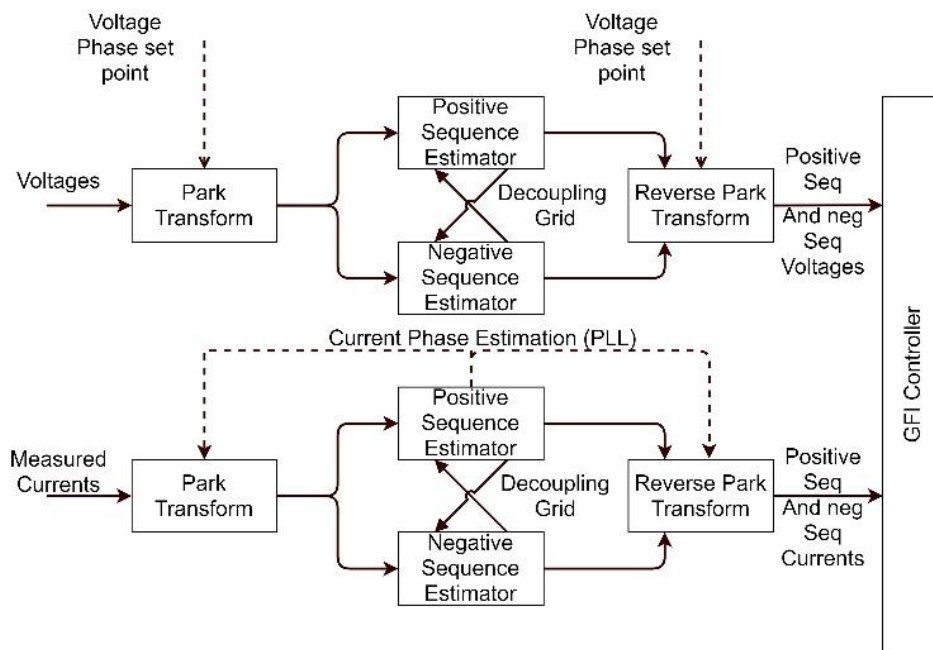 Voltage
Phase set
point
Voltage
Phase set
point
Voltages
Park
Transform
Positive
Sequence
Estimator
Decoupling
Grid
Negative
Sequence
Estimator
Reverse Park
Transform
Positive
Seq
And neg
Seq
Voltages
Current Phase Estimation (PLL)
Measured
Currents
Park
Transform
Positive
Sequence
Estimator
Decoupling
Grid
Negative
Sequence
Estimator
Reverse Park
Transform
Positive
Seq
And neg
Seq
Currents
GFI Controller